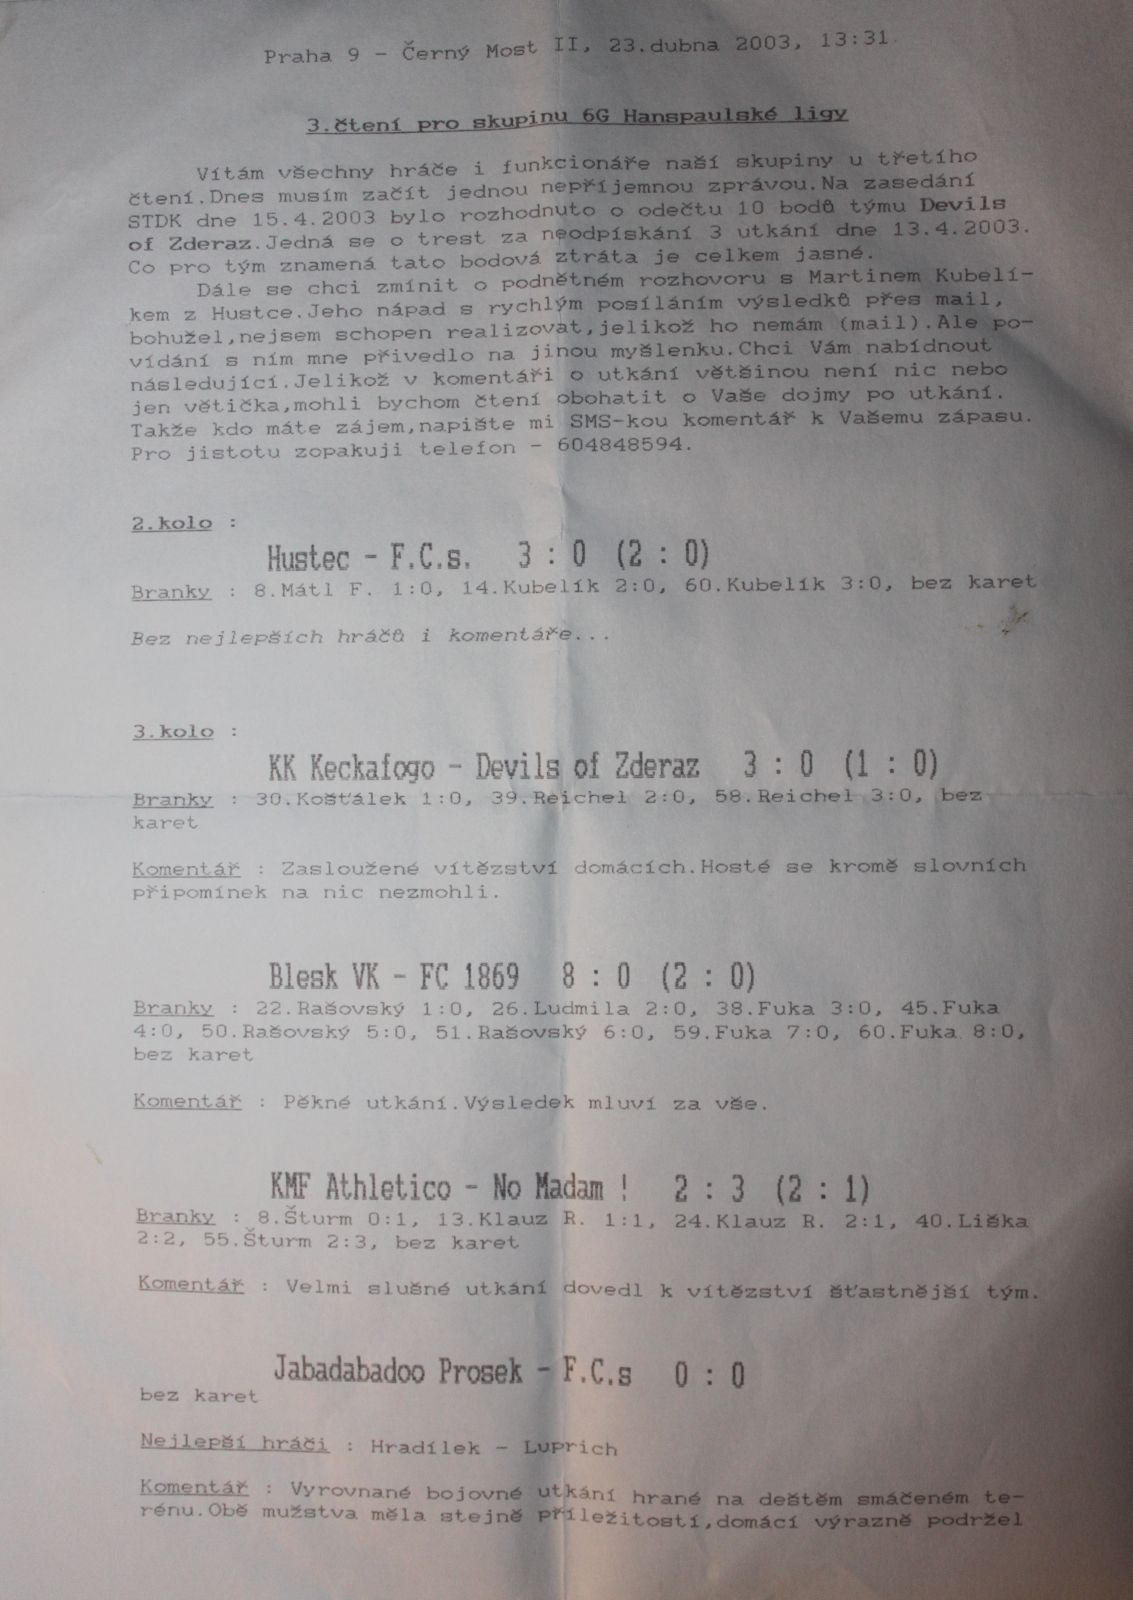 Praha 9 - Černý Most II, 23.dubna 2003, 13:31
3.čtení pro skupinu 6G Hanspaulské ligy
Vítám všechny hráče i funkcionáře naší skupiny u třetího
čtení.Dnes musím začít jednou nepříjemnou zprávou.Na zasedání
STDK dne 15.4.2003 bylo rozhodnuto o odečtu 10 bodů týmu Devils
of Zderaz.Jedná se o trest za neodpískání 3 utkání dne 13.4.2003.
Co pro tým znamená tato bodová ztráta je celkem jasné.
Dále se chci zmínit o podnětném rozhovoru s Martinem Kubelí-
kem z Hustce.Jeho nápad s rychlým posíláním výsledků přes mail,
bohužel,nejsem schopen realizovat,jelikož ho nemám (mail).Ale po-
vídání s ním mne přivedlo na jinou myšlenku.Chci Vám nabídnout
následující.Jelikož v komentáři o utkání většinou není nic nebo
jen větička,mohli bychom čtení obohatit o Vaše dojmy po utkání.
Takže kdo máte zájem,napište mi SMS-kou komentář k Vašemu zápasu.
Pro jistotu zopakuji telefon - 604848594.
2.kolo :
Hustec - F.C.s. 3 : 0 (2 : 0)
Branky : 8.Mátl F. 1:0, 14.Kubelík 2:0, 60.Kubelík 3:0, bez karet
Bez nejlepších hráčů i komentáře...
3.kolo :
KK Keckafogo - Devils of Zderaz 3 : 0 (1 : 0)
Branky : 30.Košťálek 1:0, 39.Reichel 2:0, 58.Reichel 3:0, bez
karet
Komentář : Zasloužené vítězství domácích.Hosté se kromě slovních
připomínek na nic nezmohli.
Blesk VK - FC 1869 8 : 0 (2 : 0)
Branky : 22.Rašovský 1:0, 26.Ludmila 2:0, 38.Fuka 3:0, 45.Fuka
4:0, 50.Rašovský 5:0, 51.Rašovský 6:0, 59.Fuka 7:0, 60.Fuka 8:0,
bez karet
Komentář : Pěkné utkání.Výsledek mluví za vše.
KMF Athletico - No Madam ! 2 : 3 (2 : 1)
Branky : 8.Šturm 0:1, 13.Klauz R. 1:1, 24.Klauz R. 2:1, 40.Liška
2:2, 55.Šturm 2:3, bez karet
Komentář : Velmi slušné utkání dovedl k vítězství šťastnější tým.
Jabadabadoo Prosek - F.C.s 0 : 0
bez karet
Nejlepší hráči : Hradílek - Luprich
Komentář : Vyrovnané bojovné utkání hrané na deštěm smáčeném te-
rénu.Obě mužstva měla stejně příležitostí,domácí výrazně podržel